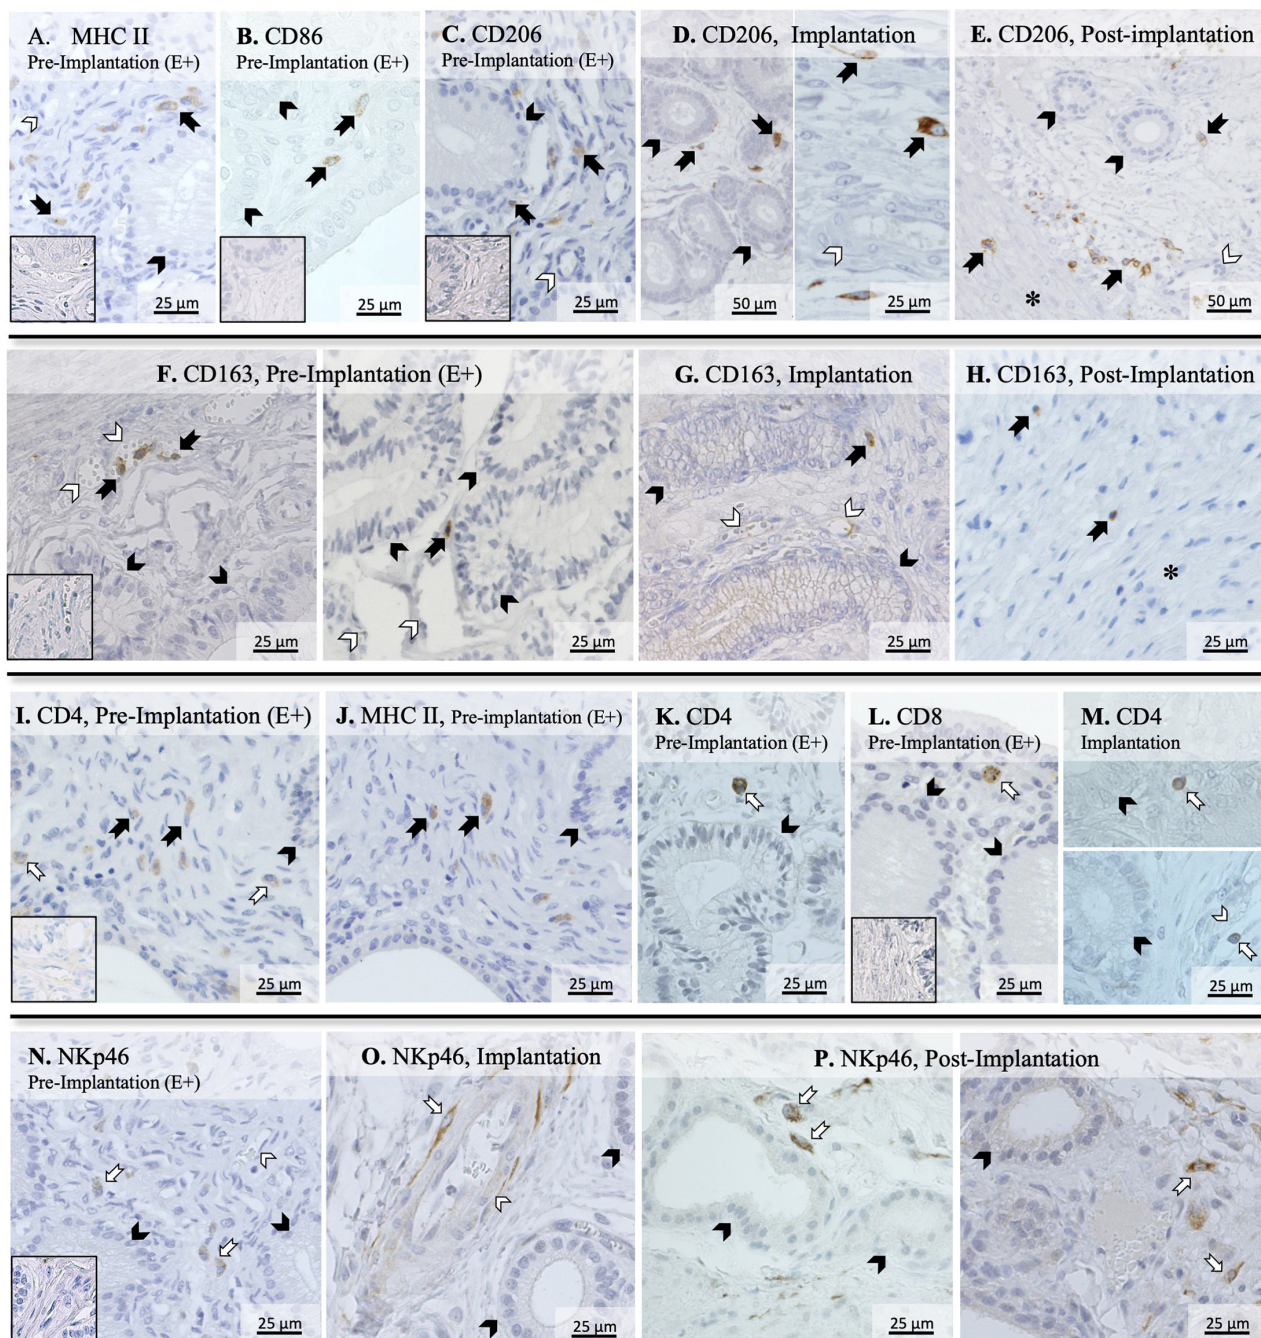 A. MHC II
Pre-Implantation (E+)
25 µm
B. CD86
Pre-Implantation (E+)
25 µm
C. CD206
Pre-Implantation (E+)
25 µm
D. CD206, Implantation
50 µm
25 µm
E. CD206, Post-implantation
*
50 µm
F. CD163, Pre-Implantation (E+)
25 µm
25 µm
G. CD163, Implantation
25 µm
H. CD163, Post-Implantation
*
25 µm
I. CD4, Pre-Implantation (E+)
25 µm
J. MHC II, Pre-implantation (E+)
25 µm
K. CD4
Pre-Implantation (E+)
25 µm
L. CD8
Pre-Implantation (E+)
25 µm
M. CD4
Implantation
25 µm
N. NKp46
Pre-Implantation (E+)
25 µm
O. NKp46, Implantation
25 µm
P. NKp46, Post-Implantation
25 µm
25 µm